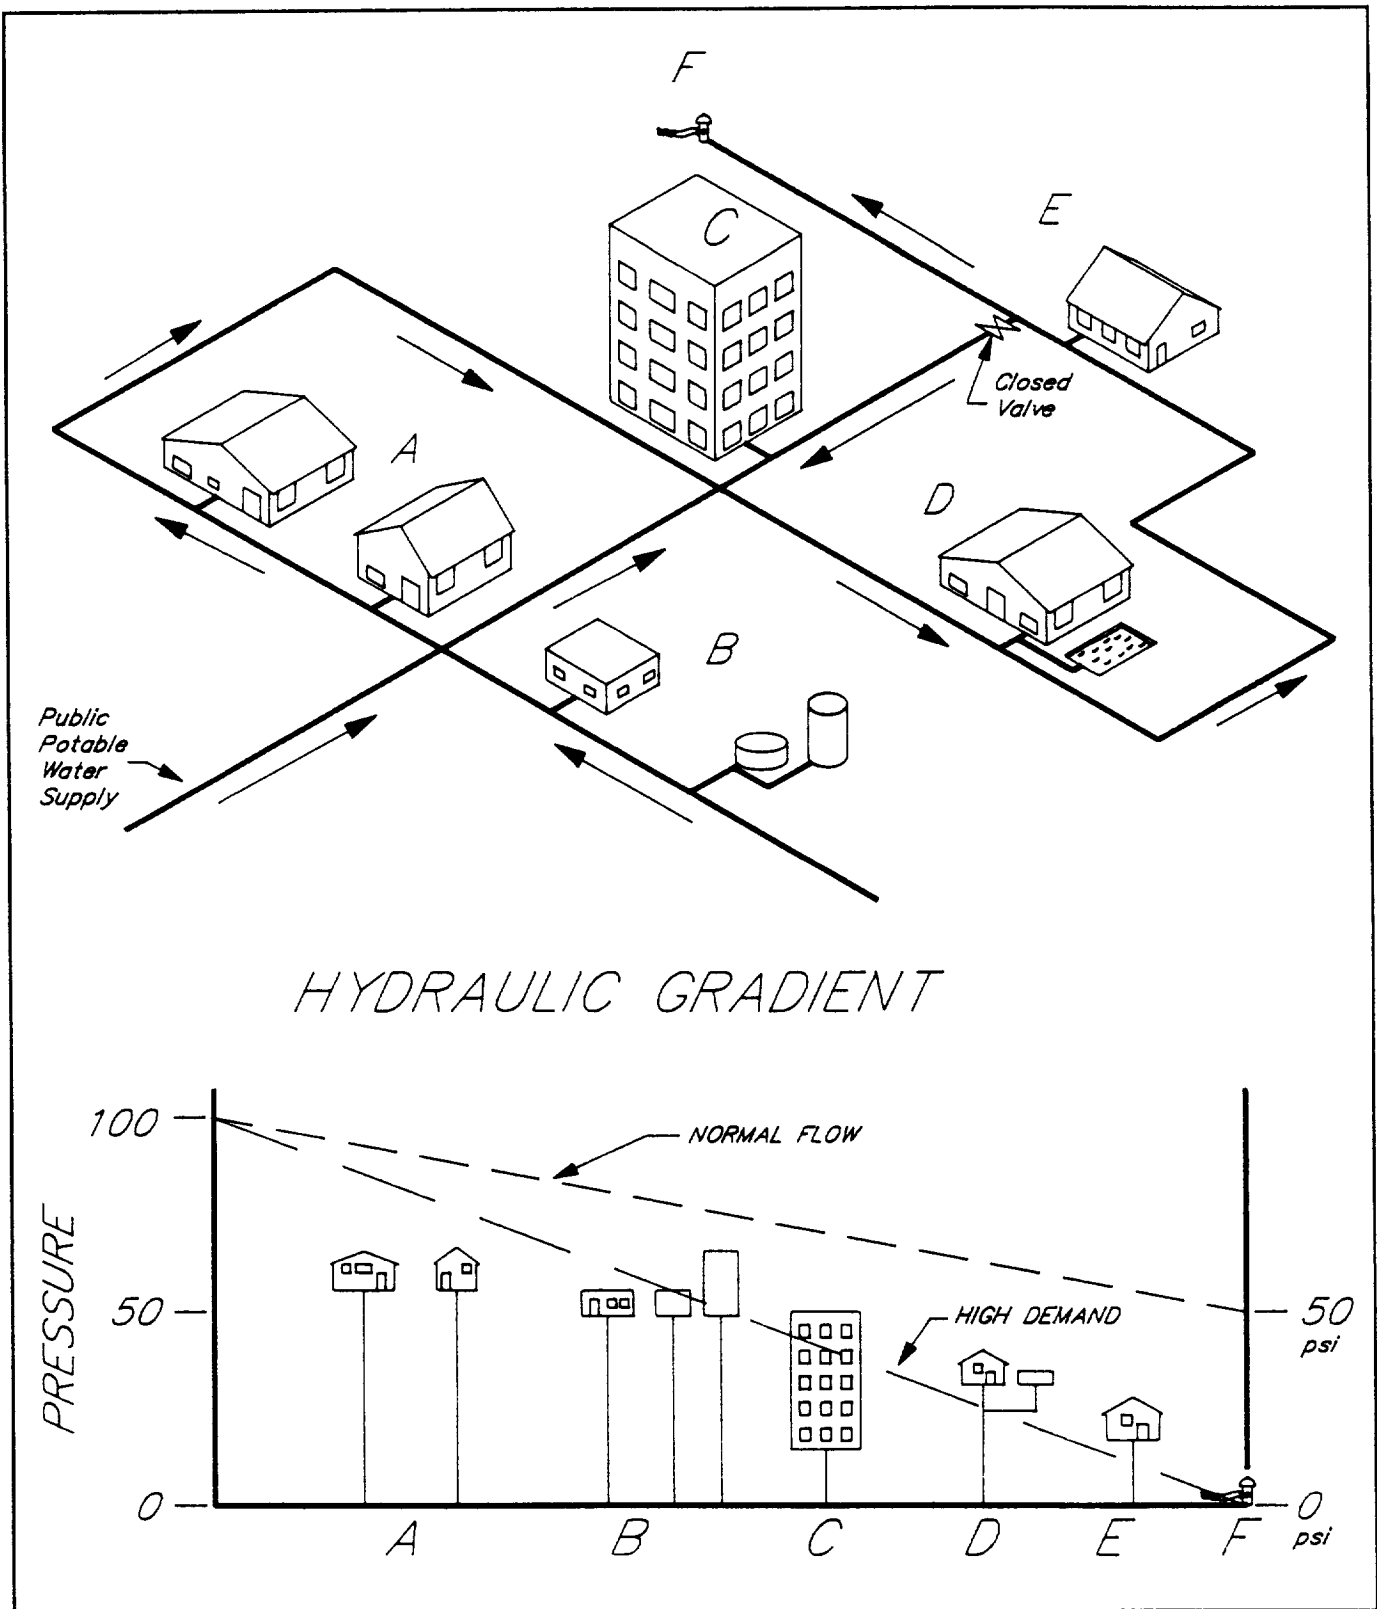 F
C
E
Closed
Valve
A
D
B
Public
Potable
Water
Supply
HYDRAULIC GRADIENT
100
NORMAL FLOW
PRESSURE
50
HIGH DEMAND
50
psi
0
0
psi
A B C D E F